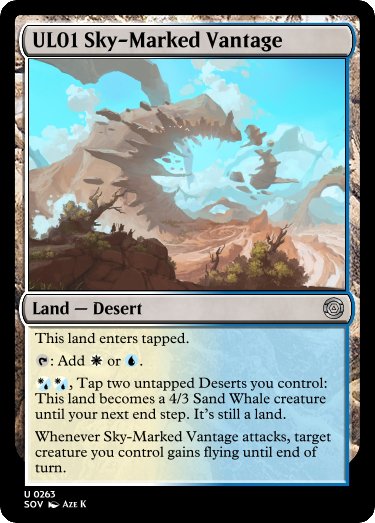 UL01 Sky-Marked Vantage
Land — Desert
This land enters tapped.
: Add or .
, Tap two untapped Deserts you control:
This land becomes a 4/3 Sand Whale creature
until your next end step. It's still a land.
Whenever Sky-Marked Vantage attacks, target
creature you control gains flying until end of
turn.
U 0263
SOV Aze K